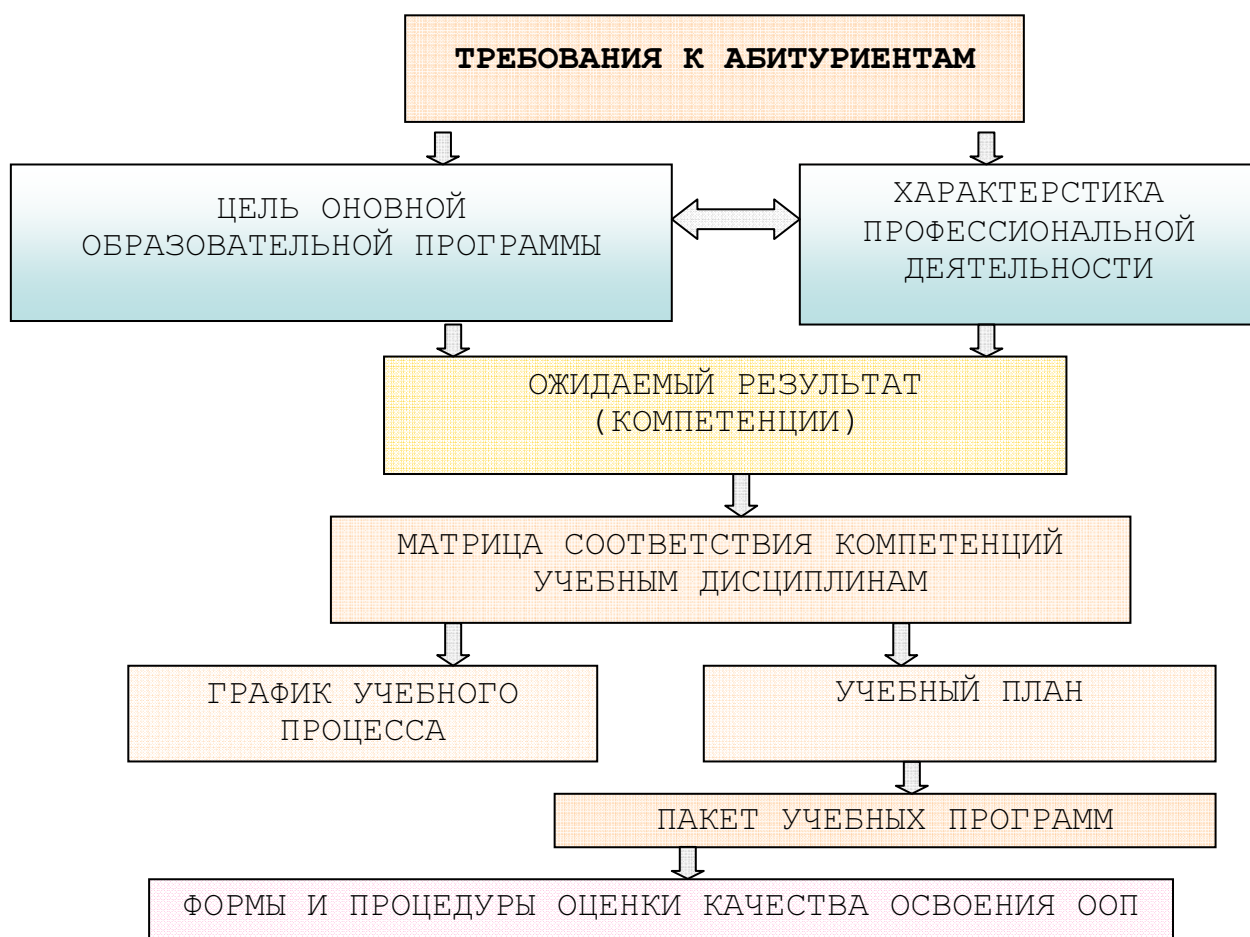 ТРЕБОВАНИЯ К АБИТУРИЕНТАМ
ЦЕЛЬ ОНОВНОЙ
ОБРАЗОВАТЕЛЬНОЙ ПРОГРАММЫ
ХАРАКТЕРСТИКА
ПРОФЕССИОНАЛЬНОЙ
ДЕЯТЕЛЬНОСТИ
ОЖИДАЕМЫЙ РЕЗУЛЬТАТ
(КОМПЕТЕНЦИИ)
МАТРИЦА СООТВЕТСТВИЯ КОМПЕТЕНЦИЙ
УЧЕБНЫМ ДИСЦИПЛИНАМ
ГРАФИК УЧЕБНОГО
ПРОЦЕССА
УЧЕБНЫЙ ПЛАН
ПАКЕТ УЧЕБНЫХ ПРОГРАММ
ФОРМЫ И ПРОЦЕДУРЫ ОЦЕНКИ КАЧЕСТВА ОСВОЕНИЯ ООП